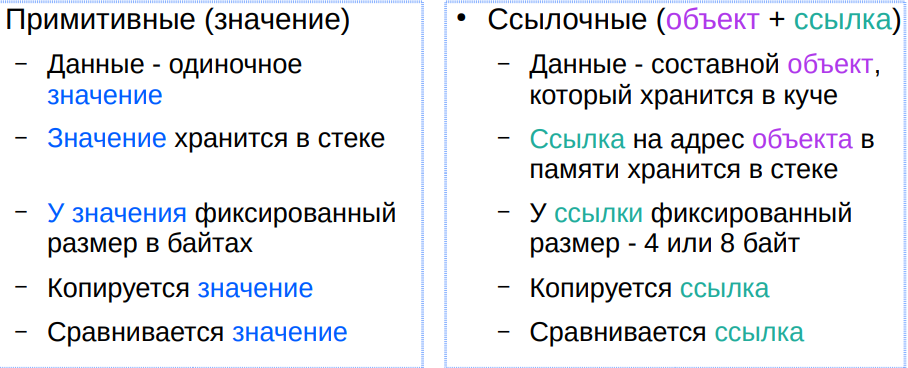 Примитивные (значение)
– Данные - одиночное
значение
– Значение хранится в стеке
– У значения фиксированный
размер в байтах
– Копируется значение
– Сравнивается значение
• Ссылочные (объект + ссылка)
– Данные - составной объект,
который хранится в куче
– Ссылка на адрес объекта в
памяти хранится в стеке
– У ссылки фиксированный
размер - 4 или 8 байт
– Копируется ссылка
– Сравнивается ссылка